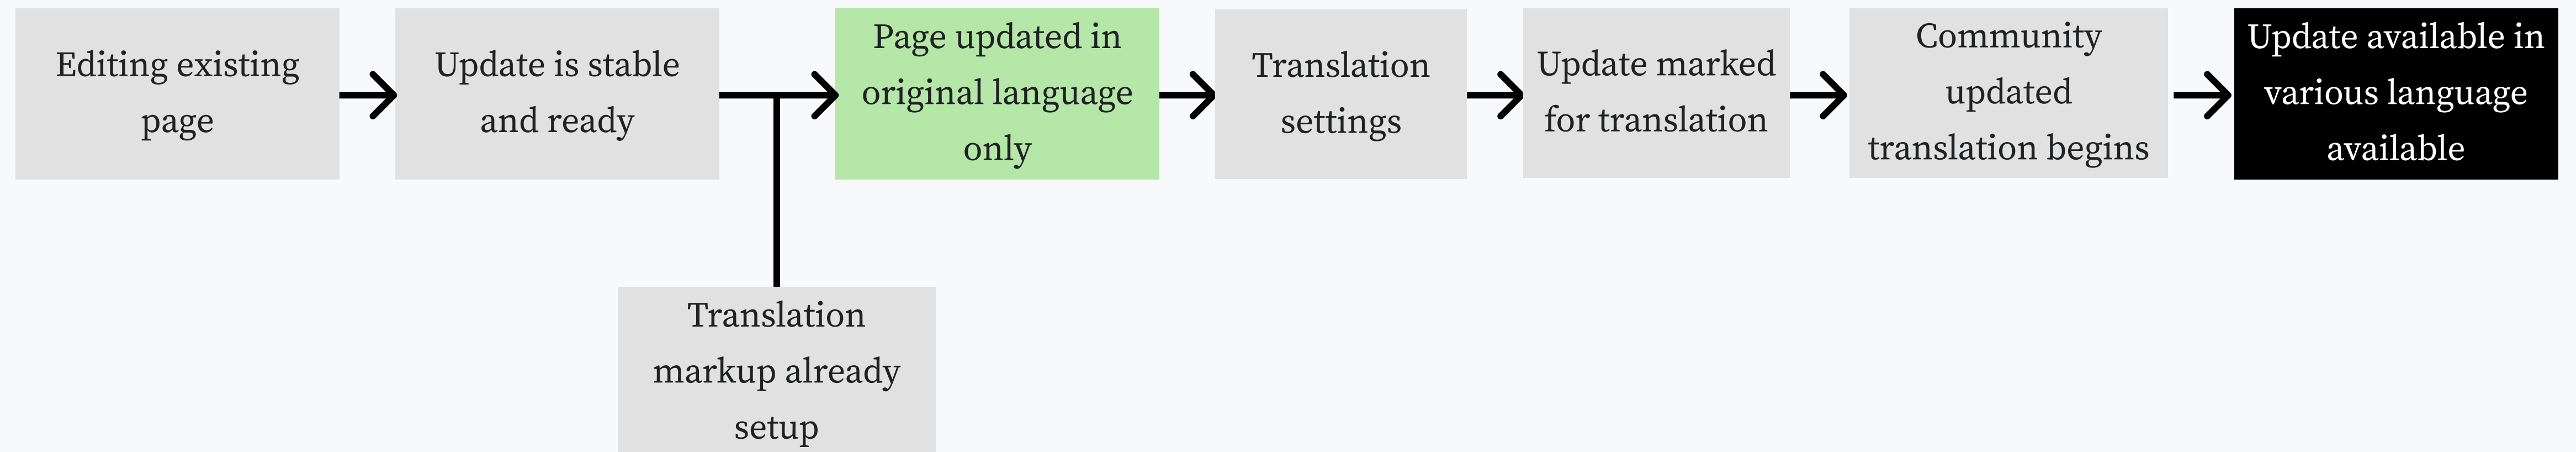 Editing existing
page
Update is stable
and ready
Page updated in
original language
only
Translation
settings
Update marked
for translation
Community
updated
translation begins
Update available in
various language
available
Translation
markup already
setup